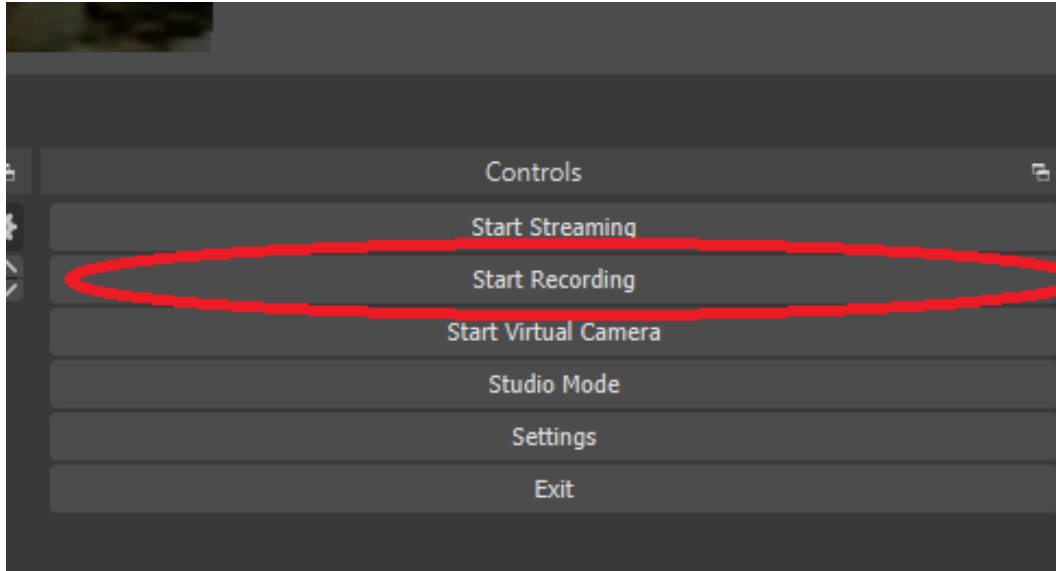 Controls
Start Streaming
Start Recording
Start Virtual Camera
Studio Mode
Settings
Exit